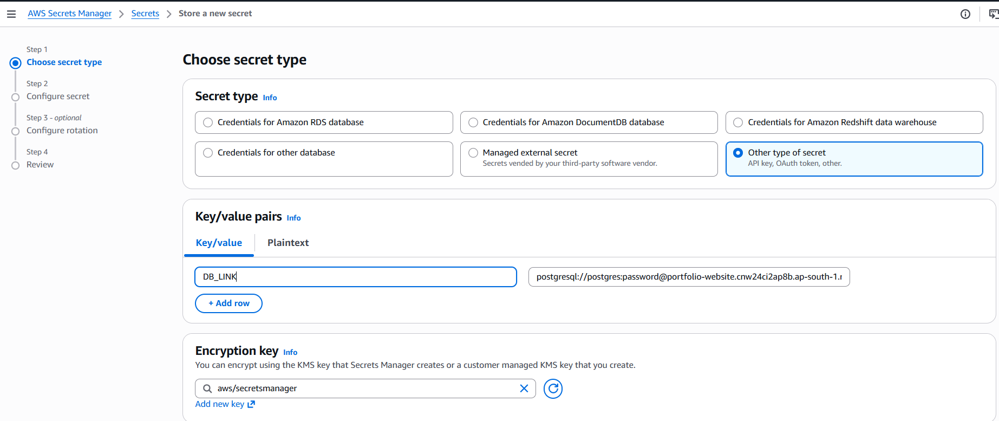 AWS Secrets Manager > Secrets > Store a new secret
Step 1
Choose secret type
Step 2
Configure secret
Step 3 - optional
Configure rotation
Step 4
Review
Choose secret type
Secret type Info
Credentials for Amazon RDS database
Credentials for Amazon DocumentDB database
Credentials for Amazon Redshift data warehouse
Credentials for other database
Managed external secret
Secrets vended by your third-party software vendor.
Other type of secret
API key, OAuth token, other.
Key/value pairs Info
Key/value
Plaintext
DB_LINK
postgresql://postgres:password@portfolio-website.cnw24ci2ap8b.ap-south-1.r
+ Add row
Encryption key Info
You can encrypt using the KMS key that Secrets Manager creates or a customer managed KMS key that you create.
aws/secretsmanager
Add new key